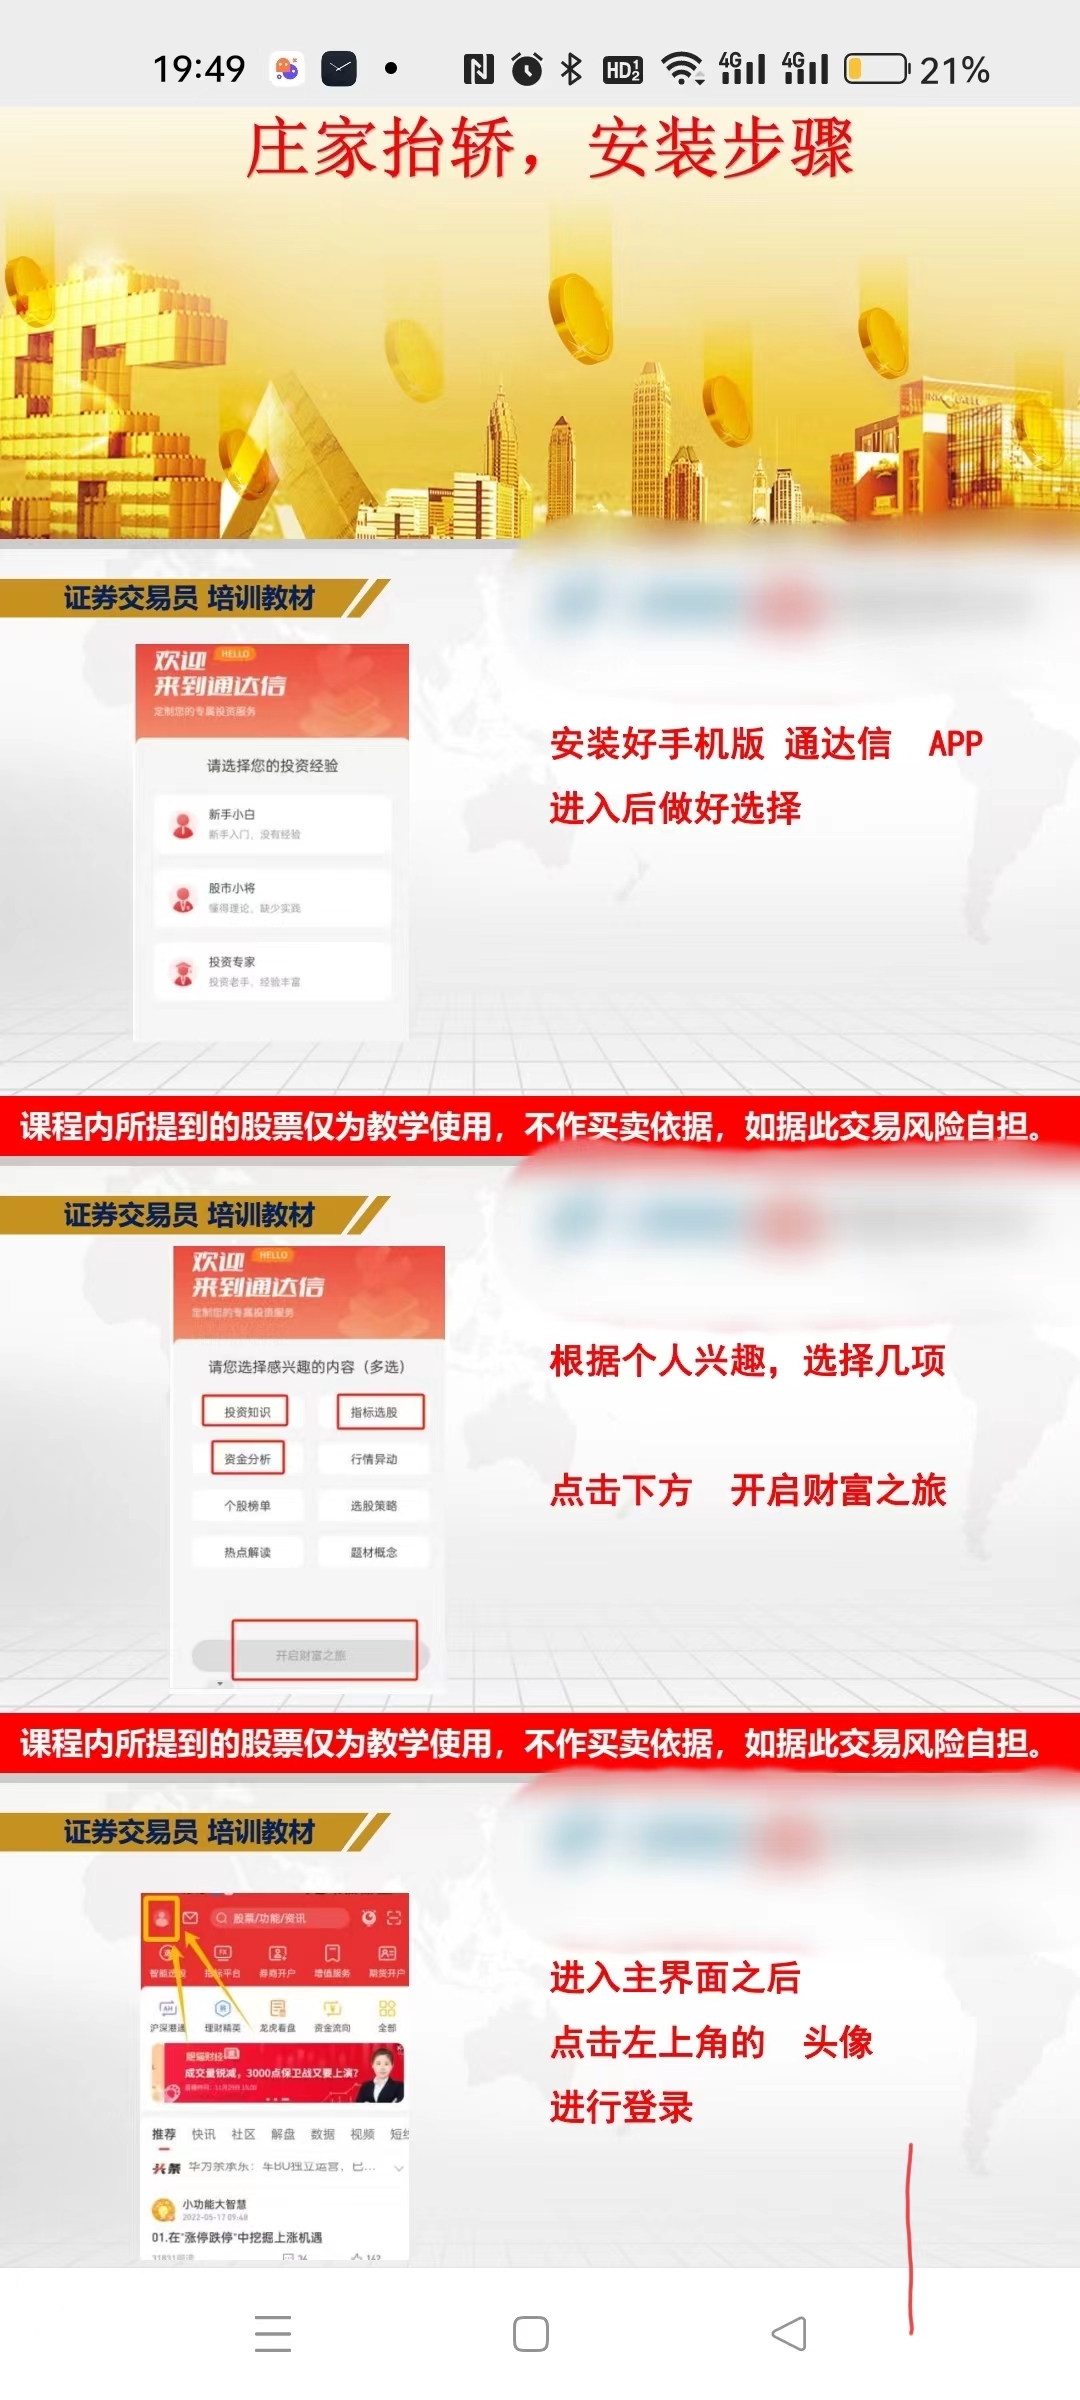 19:49
HD 1 2
4G
4G
21%
庄家抬轿，安装步骤
证券交易员 培训教材
欢迎 HELLO
来到通达信
定制您的专属投资服务
请选择您的投资经验
新手小白
新手入门，没有经验
股市小将
懂得理论，缺少实践
投资专家
投资老手，经验丰富
安装好手机版 通达信 APP
进入后做好选择
课程内所提到的股票仅为教学使用，不作买卖依据，如据此交易风险自担。
证券交易员 培训教材
欢迎 HELLO
来到通达信
定制您的专属投资服务
请您选择感兴趣的内容（多选）
投资知识 指标选股
资金分析 行情异动
个股榜单 选股策略
热点解读 题材概念
开启财富之旅
根据个人兴趣，选择几项
点击下方 开启财富之旅
课程内所提到的股票仅为教学使用，不作买卖依据，如据此交易风险自担。
证券交易员 培训教材
股票/功能/资讯
智能选股 指标平台 券商开户 增值服务 期货开户
沪深港通 理财精英 龙虎看盘 资金流向 全部
成交量锐减，3000点保卫战又要上演？
推荐 快讯 社区 解盘 数据 视频 短线
头条
小功能大智慧
2022-05-17 09:48
01.在"涨停跌停"中挖掘上涨机遇
进入主界面之后
点击左上角的 头像
进行登录